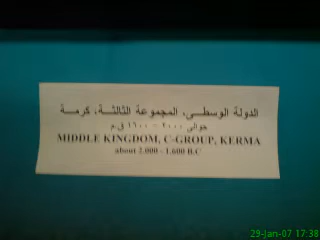 الدولة الوسطى، المجموعة الثالثة، كرمة
حوالى ٢٠٠٠ - ١٦٠٠ ق.م
MIDDLE KINGDOM, C-GROUP, KERMA
about 2.000 - 1.600 B.C
29-Jan-07 17:38